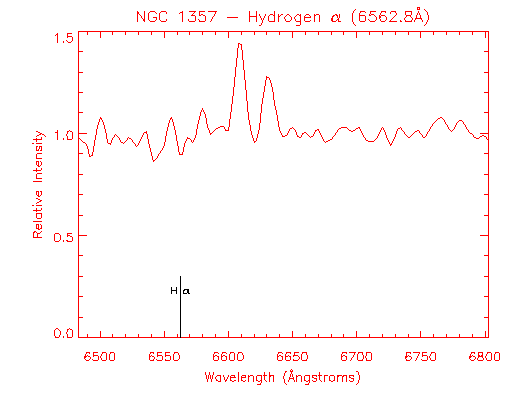 NGC 1357 – Hydrogen α (6562.8Å)
1.5
1.0
0.5
0.0
Relative Intensity
H α
6500 6550 6600 6650 6700 6750 6800
Wavelength (Ångstroms)